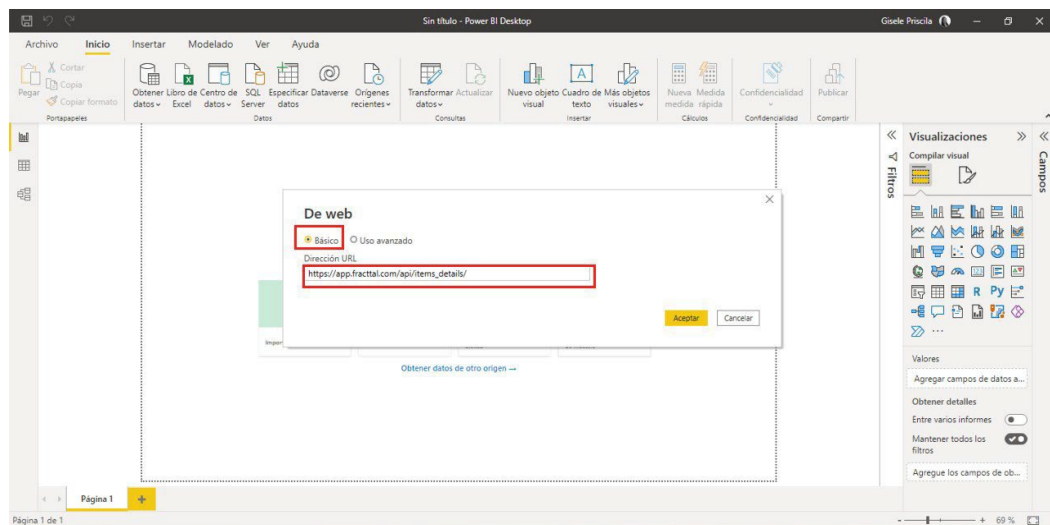 Sin título - Power BI Desktop
Gisele Priscila
Archivo Inicio Insertar Modelado Ver Ayuda
Pegar
Cortar
Copia
Copiar formato
Portapapeles
Obtener datos
Libro de Excel
Centro de datos
SQL Server
Especificar datos
Dataverse
Orígenes recientes
Datos
Transformar datos
Actualizar
Consultas
Nuevo objeto visual
Cuadro de texto
Más objetos visuales
Insertar
Nueva medida
Medida rápida
Cálculos
Confidencialidad
Confidencialidad
Publicar
Compartir
De web
Básico Uso avanzado
Dirección URL
https://app.fracttal.com/api/items_details/
Aceptar Cancelar
Impor
Obtener datos de otro origen →
Filtros
Visualizaciones
Compilar visual
R Py
Valores
Agregar campos de datos a...
Obtener detalles
Entre varios informes
Mantener todos los
filtros
Agregue los campos de ob...
Campos
Página 1
Página 1 de 1
69 %